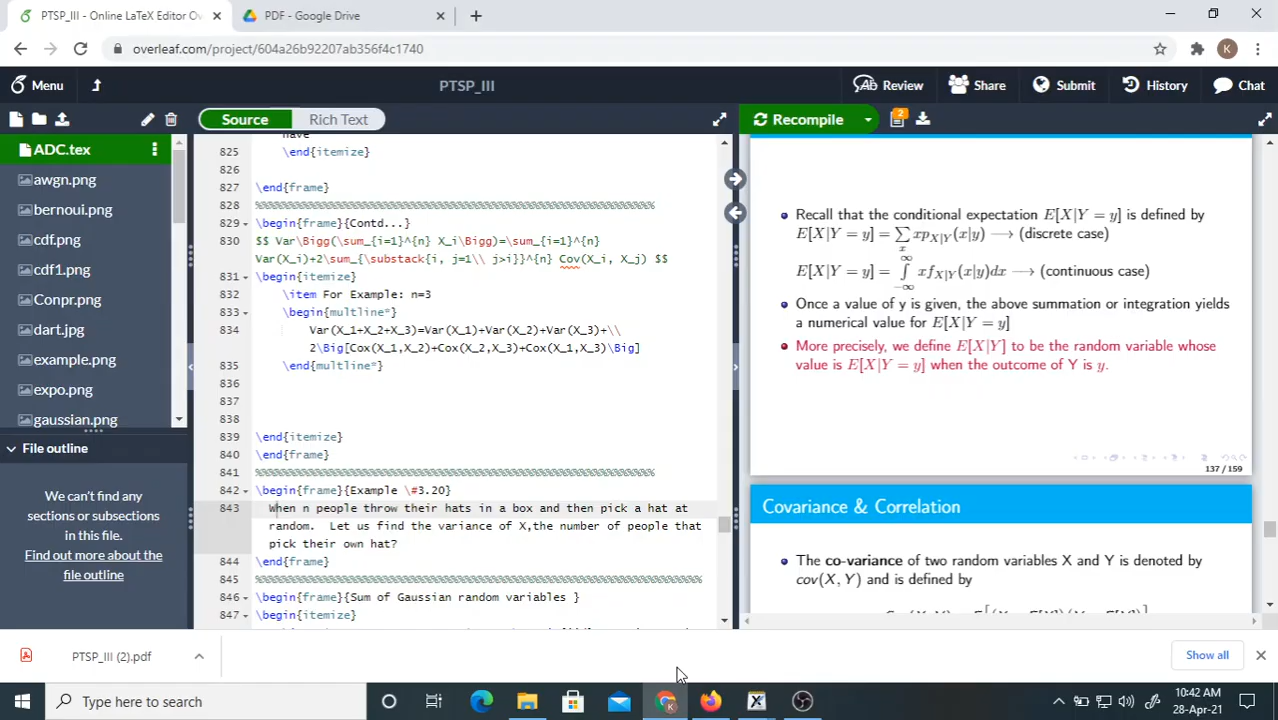 PTSP_III - Online LaTeX Editor Ov
PDF - Google Drive
overleaf.com/project/604a26b92207ab356f4c1740
K
Menu
PTSP_III
Review
Share
Submit
History
Chat
Source
Rich Text
Recompile
2
ADC.tex
awgn.png
bernoui.png
cdf.png
cdf1.png
Conpr.png
dart.jpg
example.png
expo.png
gaussian.png
File outline
We can't find any
sections or subsections
in this file.
Find out more about the
file outline
have
825 \end{itemize}
826
827 \end{frame}
828 %%%%%%%%%%%%%%%%%%%%%%%%%%%%%%%%%%%%%%%%%%%%%%%%%%%%%%%%%%%%%%%
829 \begin{frame}{Contd...}
830 $$ Var\Bigg(\sum_{i=1}^{n} X_i\Bigg)=\sum_{i=1}^{n}
Var(X_i)+2\sum_{\substack{i, j=1\\ j>i}}^{n} Cov(X_i, X_j) $$
831 \begin{itemize}
832 \item For Example: n=3
833 \begin{multline*}
834 Var(X_1+X_2+X_3)=Var(X_1)+Var(X_2)+Var(X_3)+\\
2\Big[Cox(X_1,X_2)+Cox(X_2,X_3)+Cox(X_1,X_3)\Big]
835 \end{multline*}
836
837
838
839 \end{itemize}
840 \end{frame}
841 %%%%%%%%%%%%%%%%%%%%%%%%%%%%%%%%%%%%%%%%%%%%%%%%%%%%%%%%%%%%%%%
842 \begin{frame}{Example \#3.20}
843 When n people throw their hats in a box and then pick a hat at
random. Let us find the variance of X,the number of people that
pick their own hat?
844 \end{frame}
845 %%%%%%%%%%%%%%%%%%%%%%%%%%%%%%%%%%%%%%%%%%%%%%%%%%%%%%%%%%%%%%%%%%%%%
846 \begin{frame}{Sum of Gaussian random variables }
847 \begin{itemize}
Recall that the conditional expectation E[X|Y = y] is defined by
E[X|Y = y] = ∑ₓ xp_{X|Y}(x|y) ⟶ (discrete case)
E[X|Y = y] = ∫_{-∞}^{∞} xf_{X|Y}(x|y)dx ⟶ (continuous case)
Once a value of y is given, the above summation or integration yields
a numerical value for E[X|Y = y]
More precisely, we define E[X|Y] to be the random variable whose
value is E[X|Y = y] when the outcome of Y is y.
137 / 159
Covariance & Correlation
The co-variance of two random variables X and Y is denoted by
cov(X, Y) and is defined by
PTSP_III (2).pdf
Show all
Type here to search
10:42 AM
28-Apr-21